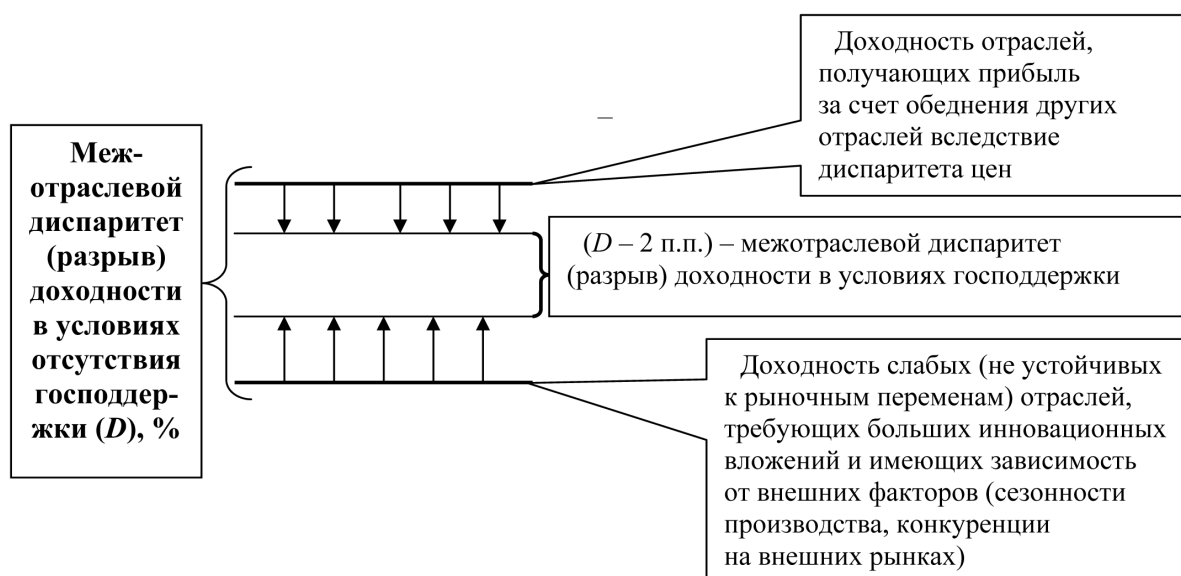 Меж-
отраслевой
диспаритет
(разрыв)
доходности
в условиях
отсутствия
господдер-
жки (D), %
–
Доходность отраслей,
получающих прибыль
за счет обеднения других
отраслей вследствие
диспаритета цен
(D – 2 п.п.) – межотраслевой диспаритет
(разрыв) доходности в условиях господдержки
Доходность слабых (не устойчивых
к рыночным переменам) отраслей,
требующих больших инновационных
вложений и имеющих зависимость
от внешних факторов (сезонности
производства, конкуренции
на внешних рынках)